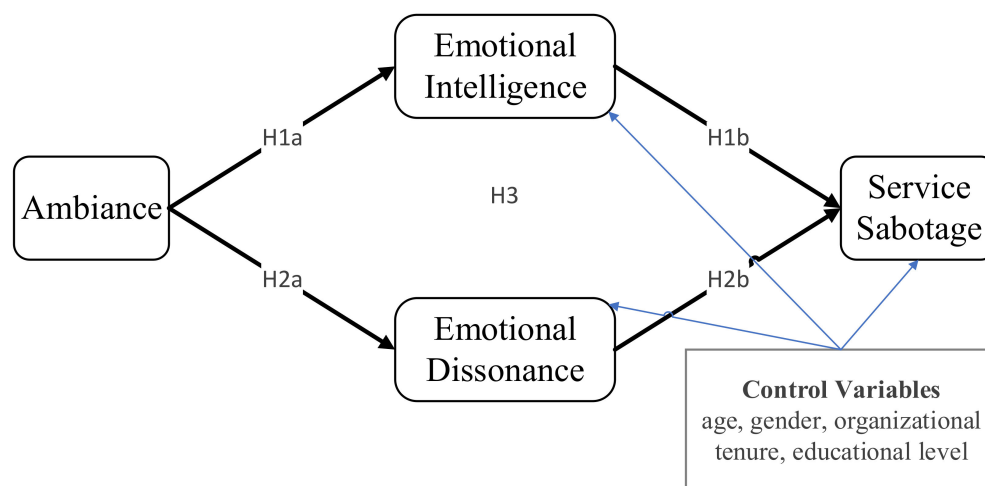 Emotional
Intelligence
H1a
H1b
Ambiance
H3
Service
Sabotage
H2a
H2b
Emotional
Dissonance
Control Variables
age, gender, organizational
tenure, educational level